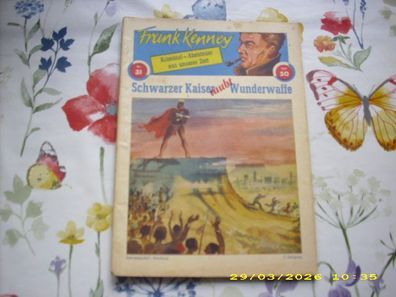 Frank Kenney
Kriminal-Abenteuer
aus unserer Zeit
31
50
Schwarzer Kaiser raubt Wunderwaffe
29/03/2026 10:35